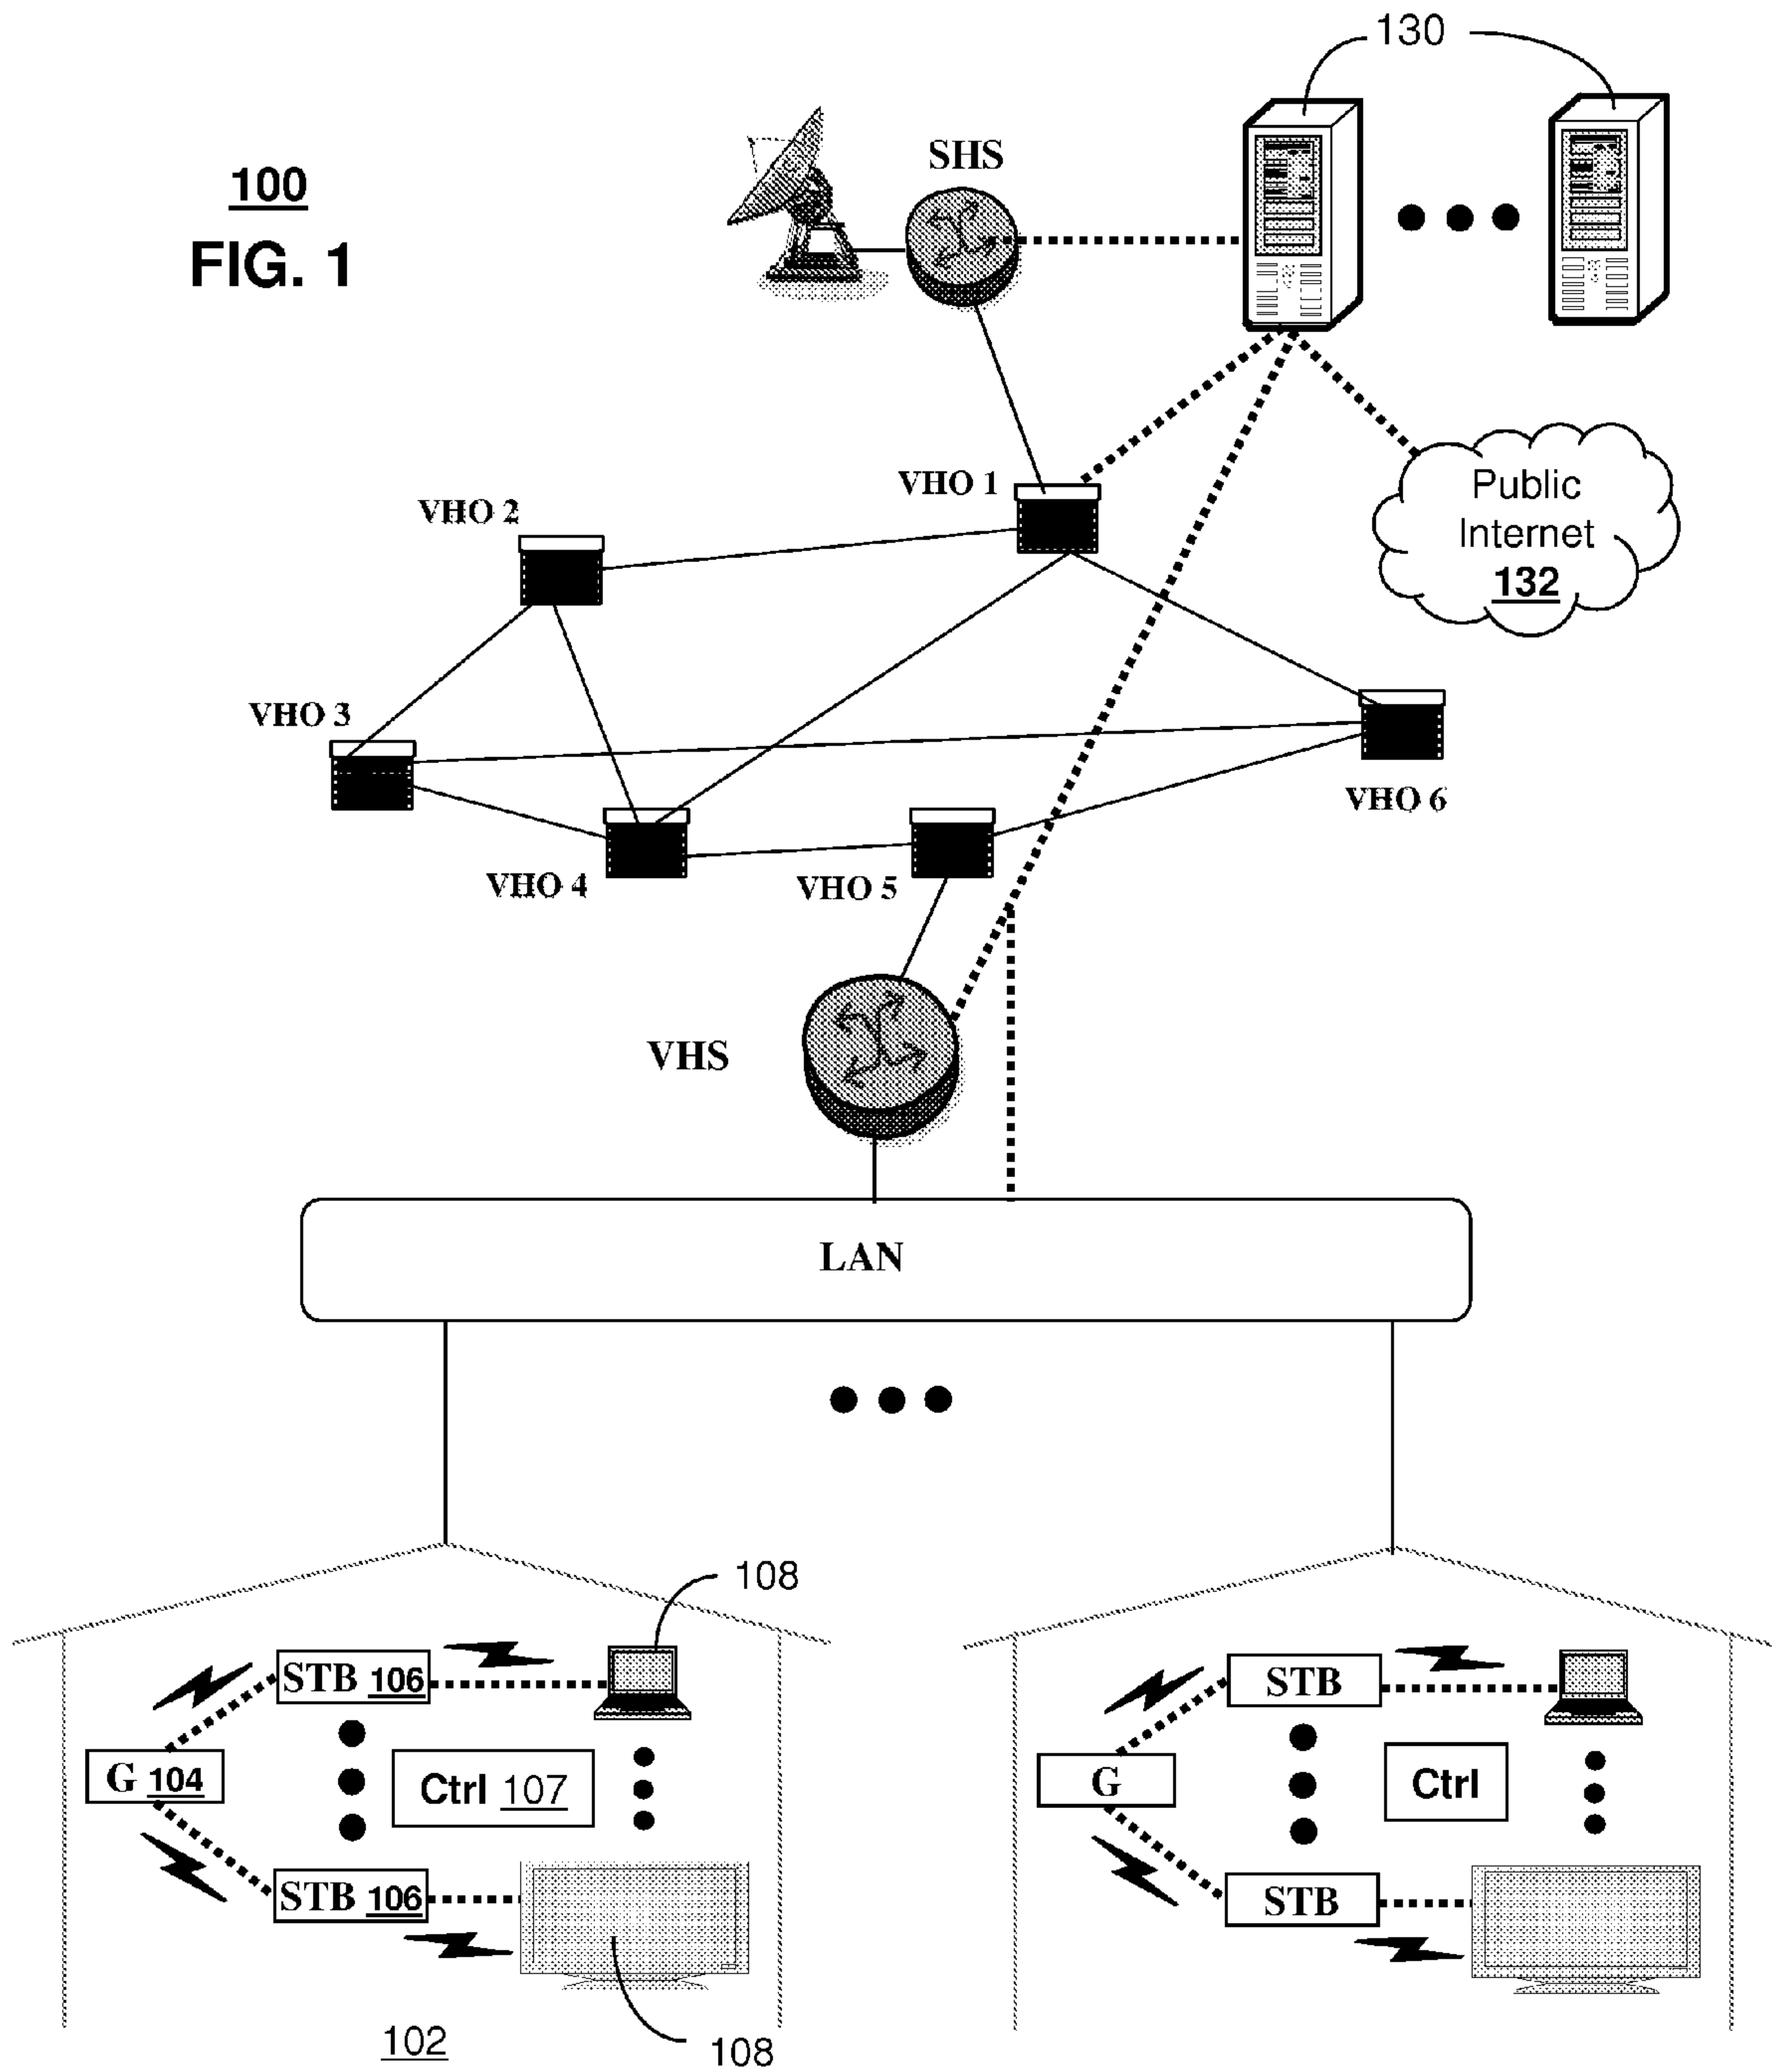 130
SHS
100
FIG. 1
VHO 1
Public
Internet
132
VHO 2
VHO 3
VHO 6
VHO 4
VHO 5
VHS
LAN
108
STB 106
G 104
Ctrl 107
STB 106
102
108
STB
G
Ctrl
STB